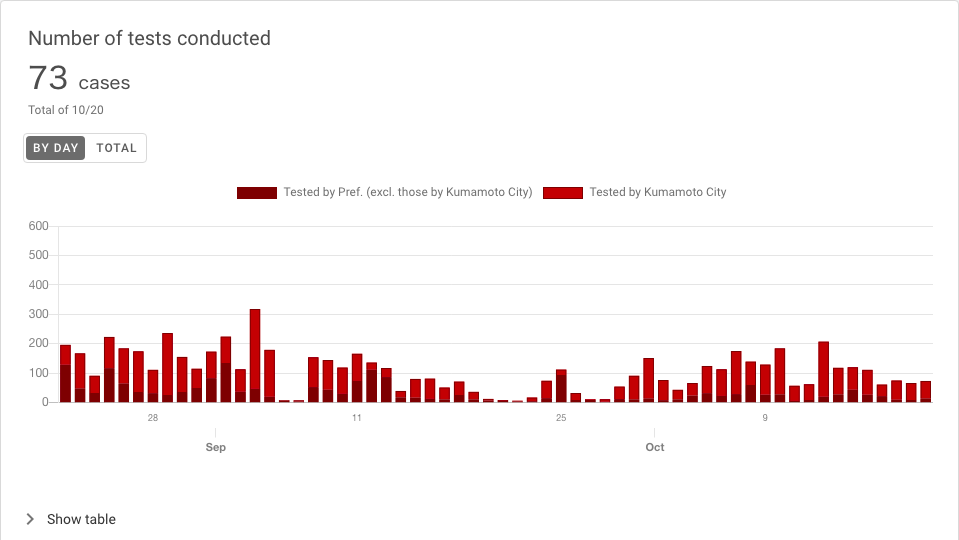 Number of tests conducted
73 cases
Total of 10/20
BY DAY TOTAL
Tested by Pref. (excl. those by Kumamoto City) Tested by Kumamoto City
600
500
400
300
200
100
0
28 11 25 9
Sep Oct
Show table